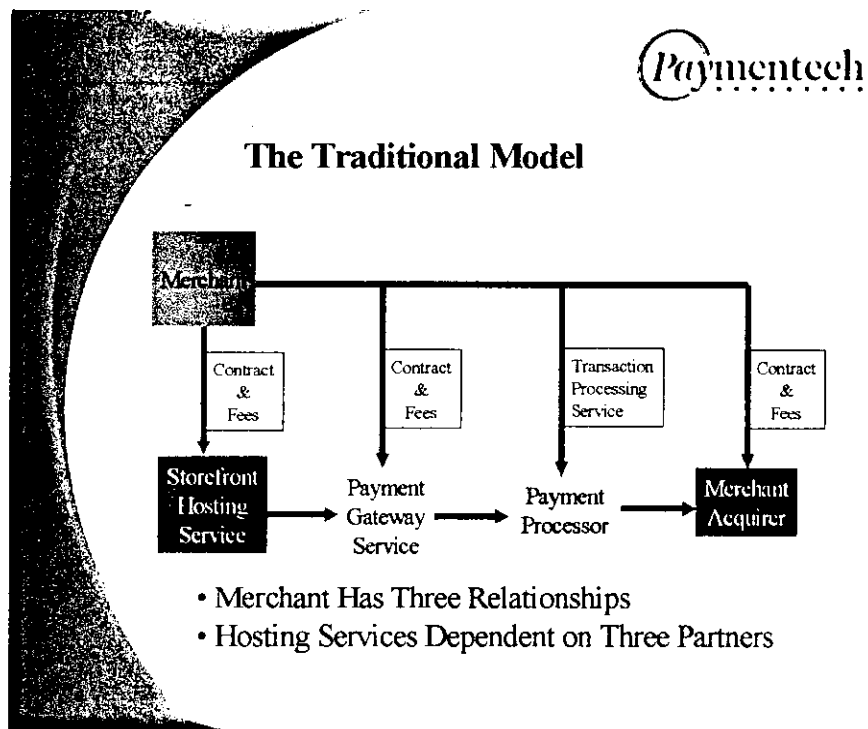 Paymentech
The Traditional Model
Merchant
Contract
&
Fees
Contract
&
Fees
Transaction
Processing
Service
Contract
&
Fees
Storefront
Hosting
Service
Payment
Gateway
Service
Payment
Processor
Merchant
Acquirer
• Merchant Has Three Relationships
• Hosting Services Dependent on Three Partners